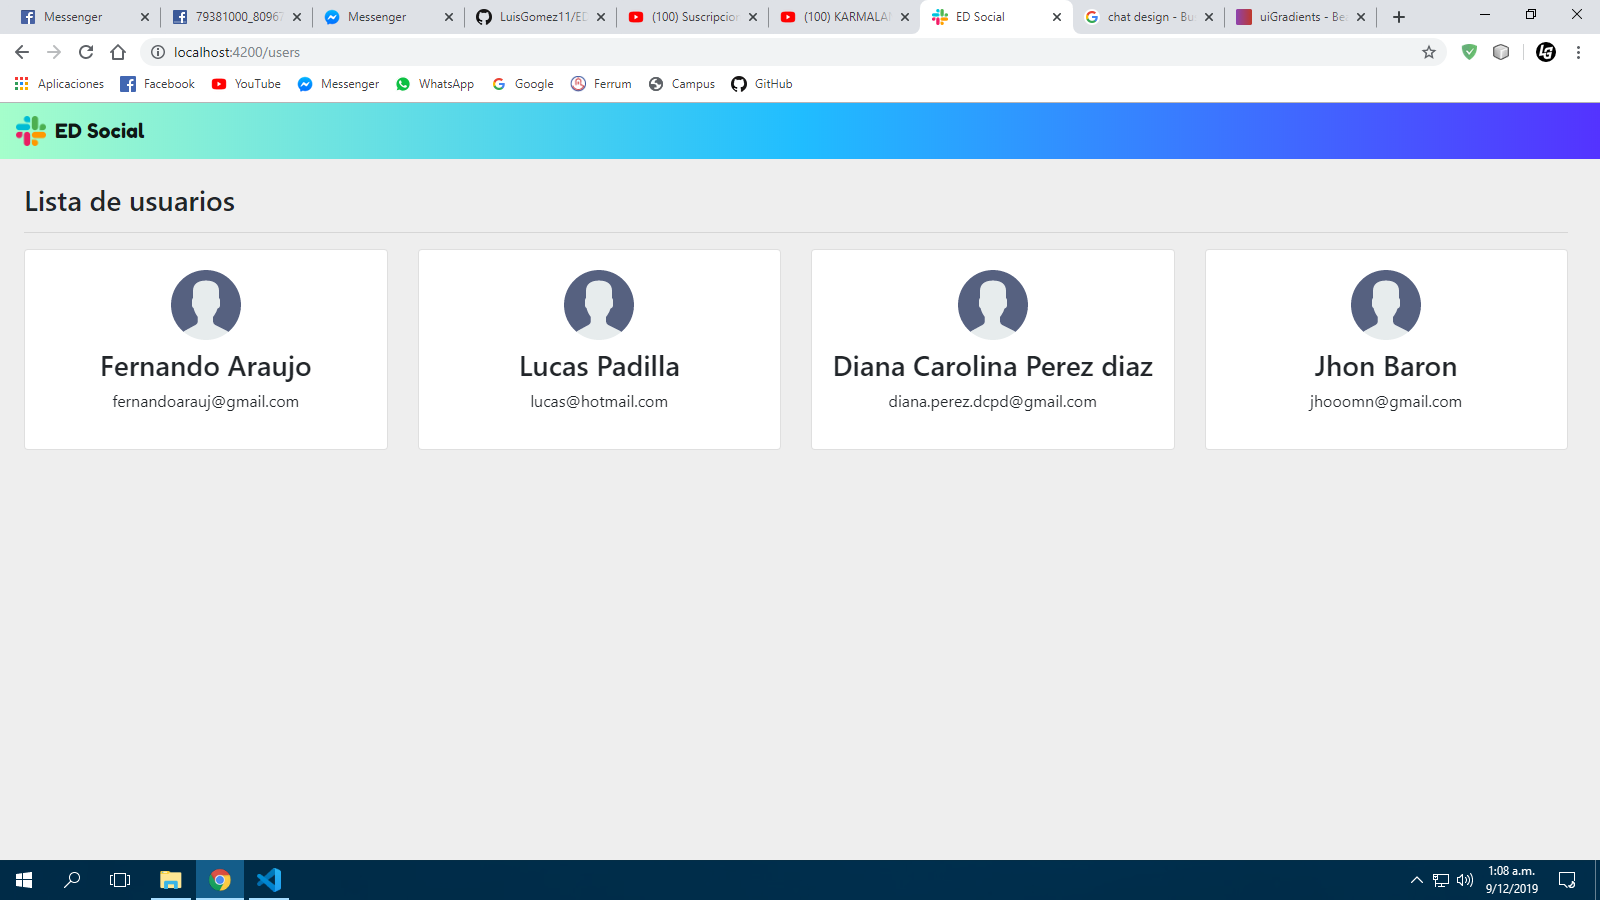 Messenger
79381000_80967
Messenger
LuisGomez11/ED
(100) Suscripcion
(100) KARMALAN
ED Social
chat design - Bus
uiGradients - Bea
localhost:4200/users
Aplicaciones
Facebook
YouTube
Messenger
WhatsApp
Google
Ferrum
Campus
GitHub
ED Social
Lista de usuarios
Fernando Araujo
fernandoarauj@gmail.com
Lucas Padilla
lucas@hotmail.com
Diana Carolina Perez diaz
diana.perez.dcpd@gmail.com
Jhon Baron
jhooomn@gmail.com
1:08 a.m.
9/12/2019